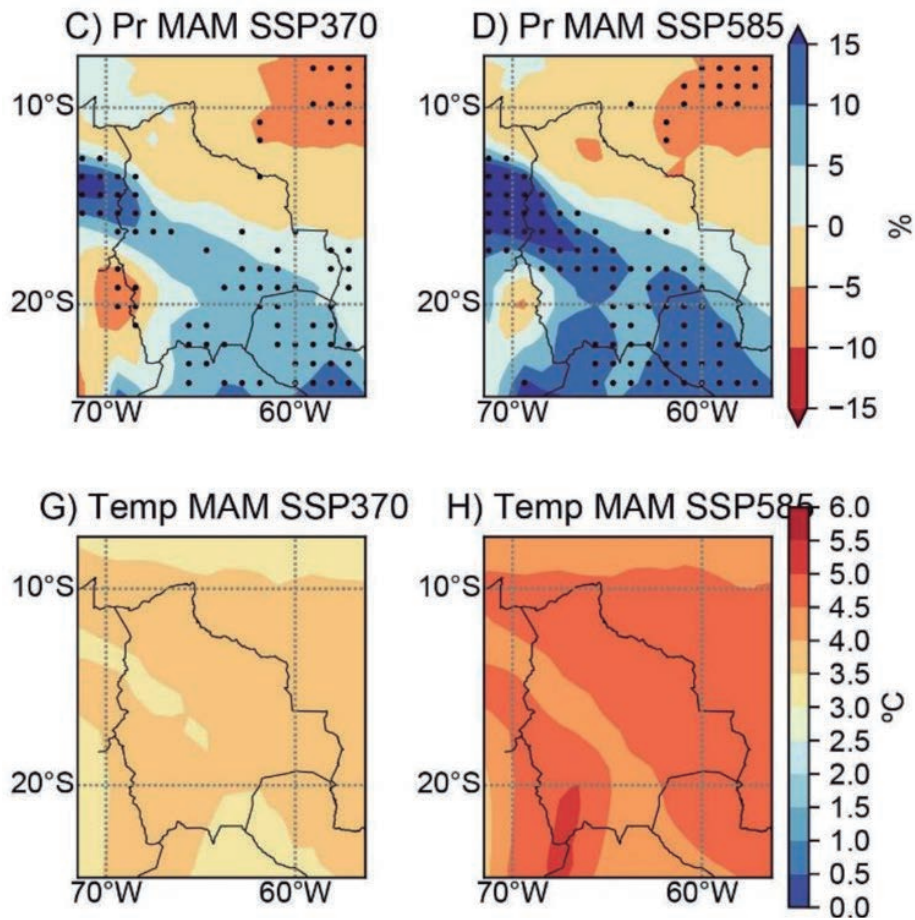 C) Pr MAM SSP370
D) Pr MAM SSP585
10°S
20°S
70°W
60°W
10°S
20°S
70°W
60°W
15
10
5
0
−5
−10
−15
%
G) Temp MAM SSP370
H) Temp MAM SSP585
10°S
20°S
70°W
60°W
10°S
20°S
70°W
60°W
6.0
5.5
5.0
4.5
4.0
3.5
3.0
2.5
2.0
1.5
1.0
0.5
0.0
ºC